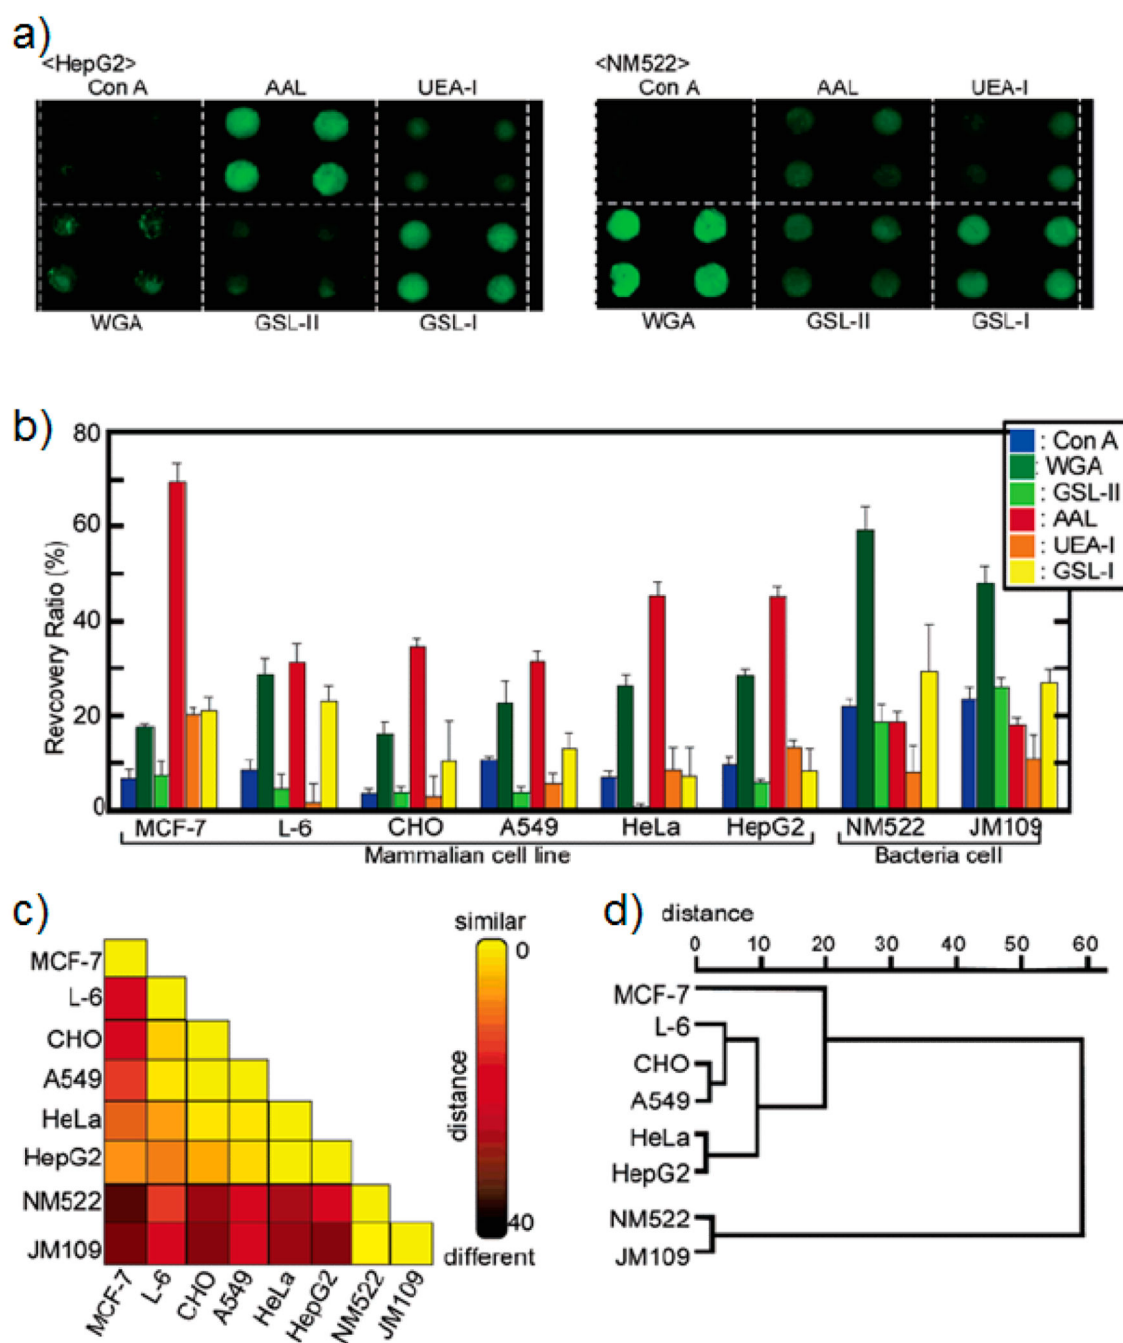 a)
<HepG2>
Con A AAL UEA-I
WGA GSL-II GSL-I
<NM522>
Con A AAL UEA-I
WGA GSL-II GSL-I
b)
Revcovery Ratio (%)
80
60
40
20
0
: Con A
: WGA
: GSL-II
: AAL
: UEA-I
: GSL-I
MCF-7 L-6 CHO A549 HeLa HepG2 NM522 JM109
Mammalian cell line Bacteria cell
c)
MCF-7
L-6
CHO
A549
HeLa
HepG2
NM522
JM109
MCF-7 L-6 CHO A549 HeLa HepG2 NM522 JM109
similar
0
distance
40
different
d)
distance
0 10 20 30 40 50 60
MCF-7
L-6
CHO
A549
HeLa
HepG2
NM522
JM109